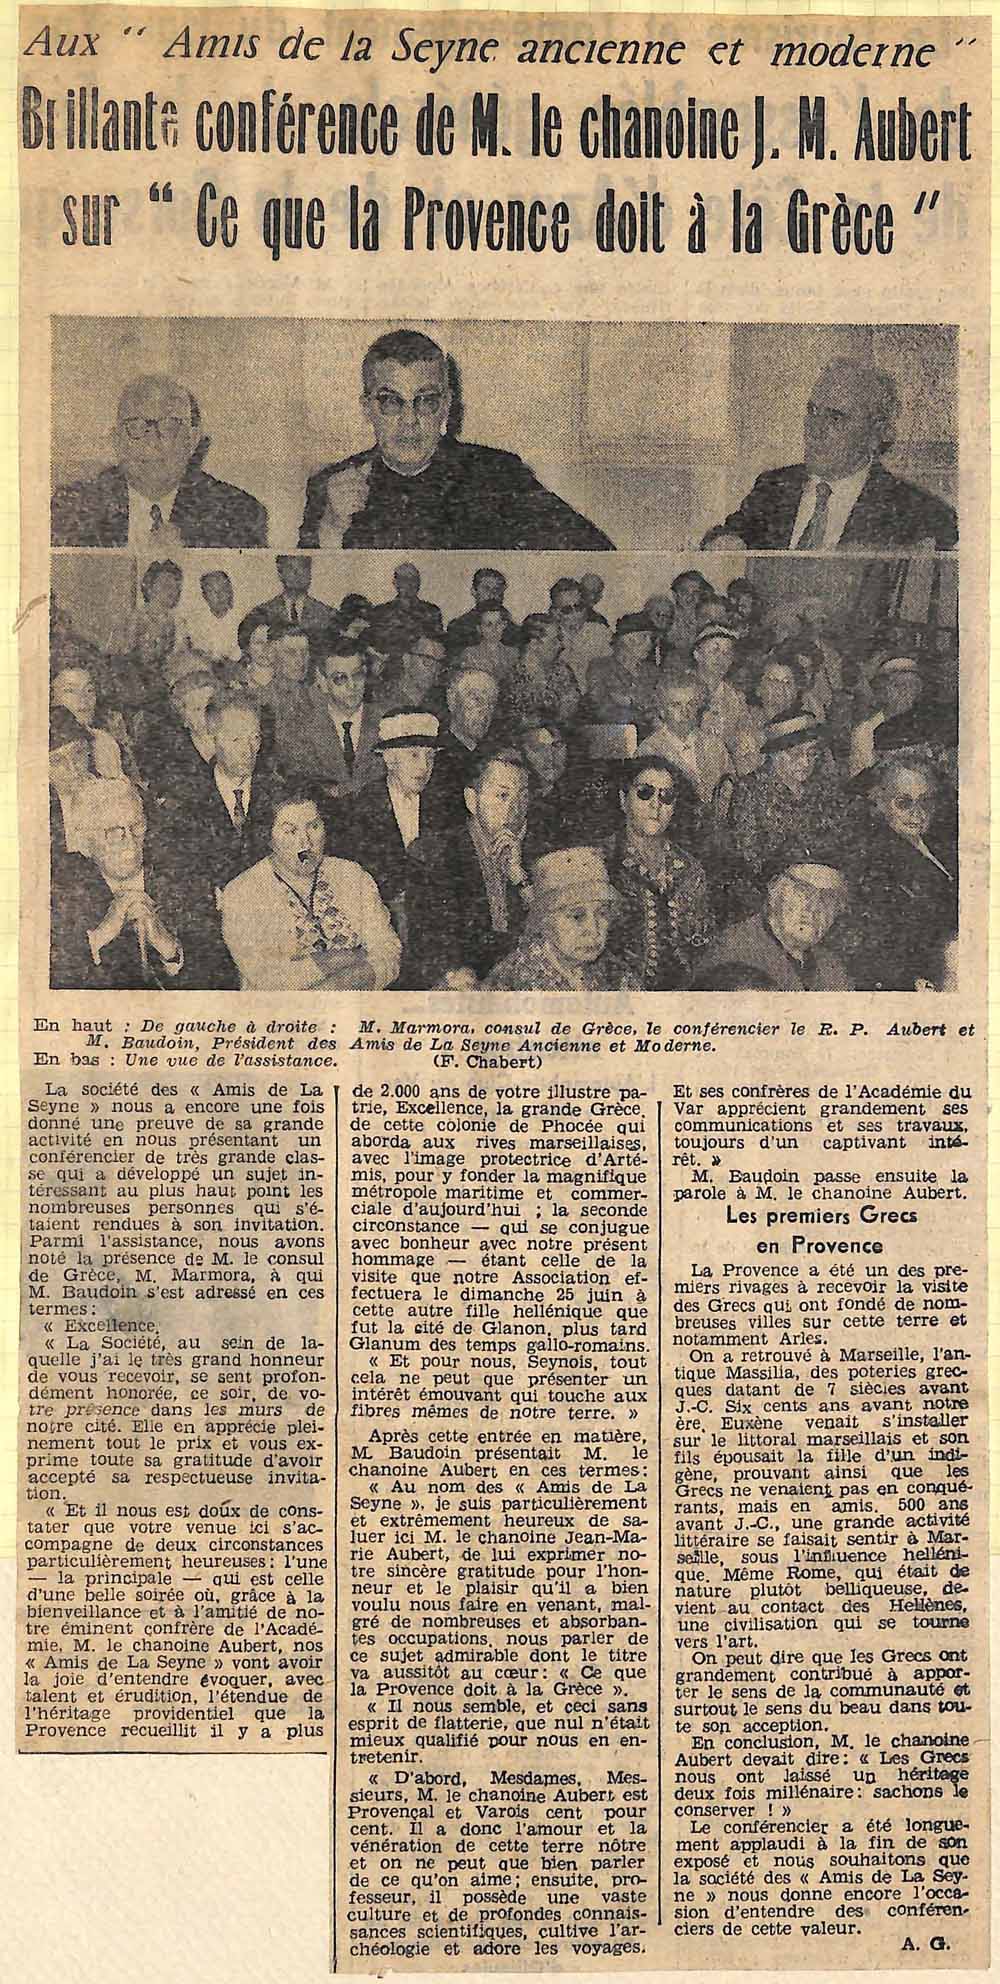 Aux " Amis de la Seyne ancienne et moderne "
Brillante conférence de M. le chanoine J. M. Aubert
sur " Ce que la Provence doit à la Grèce "
En haut : De gauche à droite : M. Marmora, consul de Grèce, le conférencier le R. P. Aubert et
M. Baudoin, Président des Amis de La Seyne Ancienne et Moderne.
En bas : Une vue de l'assistance. (F. Chabert)
La société des « Amis de La
Seyne » nous a encore une fois
donné une preuve de sa grande
activité en nous présentant un
conférencier de très grande clas-
se qui a développé un sujet in-
téressant au plus haut point les
nombreuses personnes qui s'é-
taient rendues à son invitation.
Parmi l'assistance, nous avons
noté la présence de M. le consul
de Grèce, M. Marmora, à qui
M. Baudoin s'est adressé en ces
termes :
« Excellence,
« La Société, au sein de la-
quelle j'ai le très grand honneur
de vous recevoir, se sent profon-
dément honorée, ce soir, de vo-
tre présence dans les murs de
notre cité. Elle en apprécie plei-
nement tout le prix et vous ex-
prime toute sa gratitude d'avoir
accepté sa respectueuse invita-
tion.
« Et il nous est doux de cons-
tater que votre venue ici s'ac-
compagne de deux circonstances
particulièrement heureuses : l'une
— la principale — qui est celle
d'une belle soirée où, grâce à la
bienveillance et à l'amitié de no-
tre éminent confrère de l'Acadé-
mie, M. le chanoine Aubert, nos
« Amis de La Seyne » vont avoir
la joie d'entendre évoquer, avec
talent et érudition, l'étendue de
l'héritage providentiel que la
Provence recueillit il y a plus
de 2.000 ans de votre illustre pa-
trie, Excellence, la grande Grèce,
de cette colonie de Phocée qui
aborda aux rives marseillaises,
avec l'image protectrice d'Arté-
mis, pour y fonder la magnifique
métropole maritime et commer-
ciale d'aujourd'hui ; la seconde
circonstance — qui se conjugue
avec bonheur avec notre présent
hommage — étant celle de la
visite que notre Association ef-
fectuera le dimanche 25 juin à
cette autre fille hellénique que
fut la cité de Glanon, plus tard
Glanum des temps gallo-romains.
« Et pour nous, Seynois, tout
cela ne peut que présenter un
intérêt émouvant qui touche aux
fibres mêmes de notre terre. »
Après cette entrée en matière,
M. Baudoin présentait M. le
chanoine Aubert en ces termes :
« Au nom des « Amis de La
Seyne », je suis particulièrement
et extrêmement heureux de sa-
luer ici M. le chanoine Jean-Ma-
rie Aubert, de lui exprimer no-
tre sincère gratitude pour l'hon-
neur et le plaisir qu'il a bien
voulu nous faire en venant, mal-
gré de nombreuses et absorban-
tes occupations, nous parler de
ce sujet admirable dont le titre
va aussitôt au cœur : « Ce que
la Provence doit à la Grèce ».
« Il nous semble, et ceci sans
esprit de flatterie, que nul n'était
mieux qualifié pour nous en en-
tretenir.
« D'abord, Mesdames, Mes-
sieurs, M. le chanoine Aubert est
Provençal et Varois cent pour
cent. Il a donc l'amour et la
vénération de cette terre nôtre
et on ne peut que bien parler
de ce qu'on aime ; ensuite, pro-
fesseur, il possède une vaste
culture et de profondes connais-
sances scientifiques, cultive l'ar-
chéologie et adore les voyages.
Et ses confrères de l'Académie du
Var apprécient grandement ses
communications et ses travaux,
toujours d'un captivant inté-
rêt. »
M. Baudoin passe ensuite la
parole à M. le chanoine Aubert.
Les premiers Grecs
en Provence
La Provence a été un des pre-
miers rivages à recevoir la visite
des Grecs qui ont fondé de nom-
breuses villes sur cette terre et
notamment Arles.
On a retrouvé à Marseille, l'an-
tique Massilia, des poteries grec-
ques datant de 7 siècles avant
J.-C. Six cents ans avant notre
ère, Euxène venait s'installer
sur le littoral marseillais et son
fils épousait la fille d'un indi-
gène, prouvant ainsi que les
Grecs ne venaient pas en conqué-
rants, mais en amis. 500 ans
avant J.-C., une grande activité
littéraire se faisait sentir à Mar-
seille, sous l'influence helléni-
que. Même Rome, qui était de
nature plutôt belliqueuse, de-
vient au contact des Hellènes,
une civilisation qui se tourne
vers l'art.
On peut dire que les Grecs ont
grandement contribué à appor-
ter le sens de la communauté et
surtout le sens du beau dans tou-
te son acception.
En conclusion, M. le chanoine
Aubert devait dire : « Les Grecs
nous ont laissé un héritage
deux fois millénaire : sachons le
conserver ! »
Le conférencier a été longue-
ment applaudi à la fin de son
exposé et nous souhaitons que
la société des « Amis de La Sey-
ne » nous donne encore l'occa-
sion d'entendre des conféren-
ciers de cette valeur.
A. G.